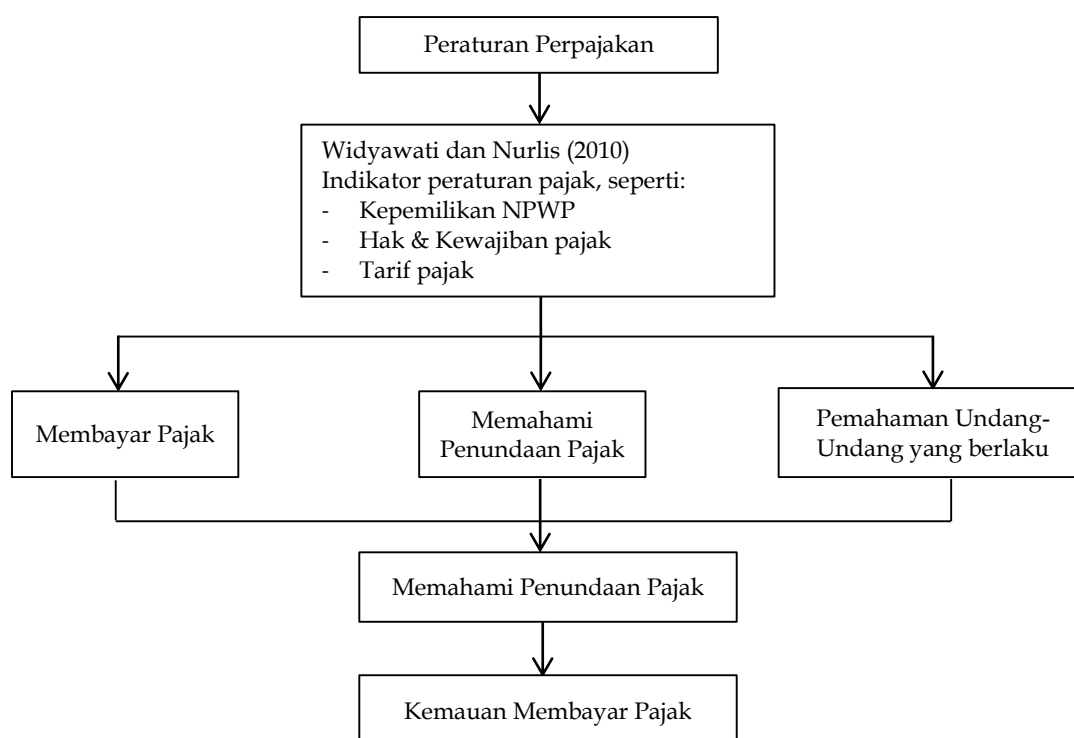 Peraturan Perpajakan
Widyawati dan Nurlis (2010)
Indikator peraturan pajak, seperti:
- Kepemilikan NPWP
- Hak & Kewajiban pajak
- Tarif pajak
Membayar Pajak
Memahami
Penundaan Pajak
Pemahaman Undang-
Undang yang berlaku
Memahami Penundaan Pajak
Kemauan Membayar Pajak